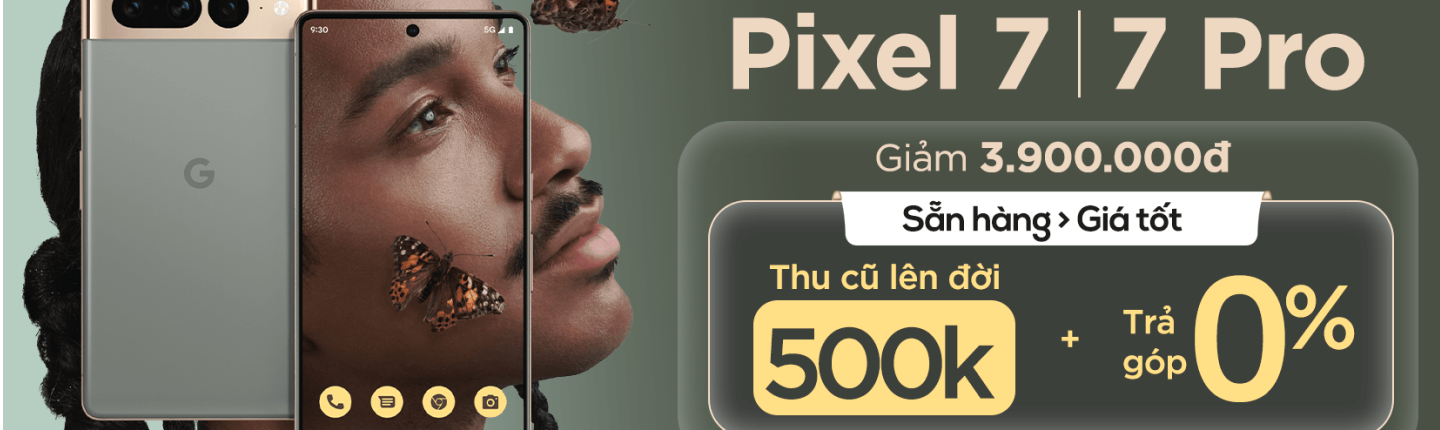 9:30
5G
G
Pixel 7 | 7 Pro
Giảm 3.900.000đ
Sẵn hàng > Giá tốt
Thu cũ lên đời
500k
+
Trả
góp
0%